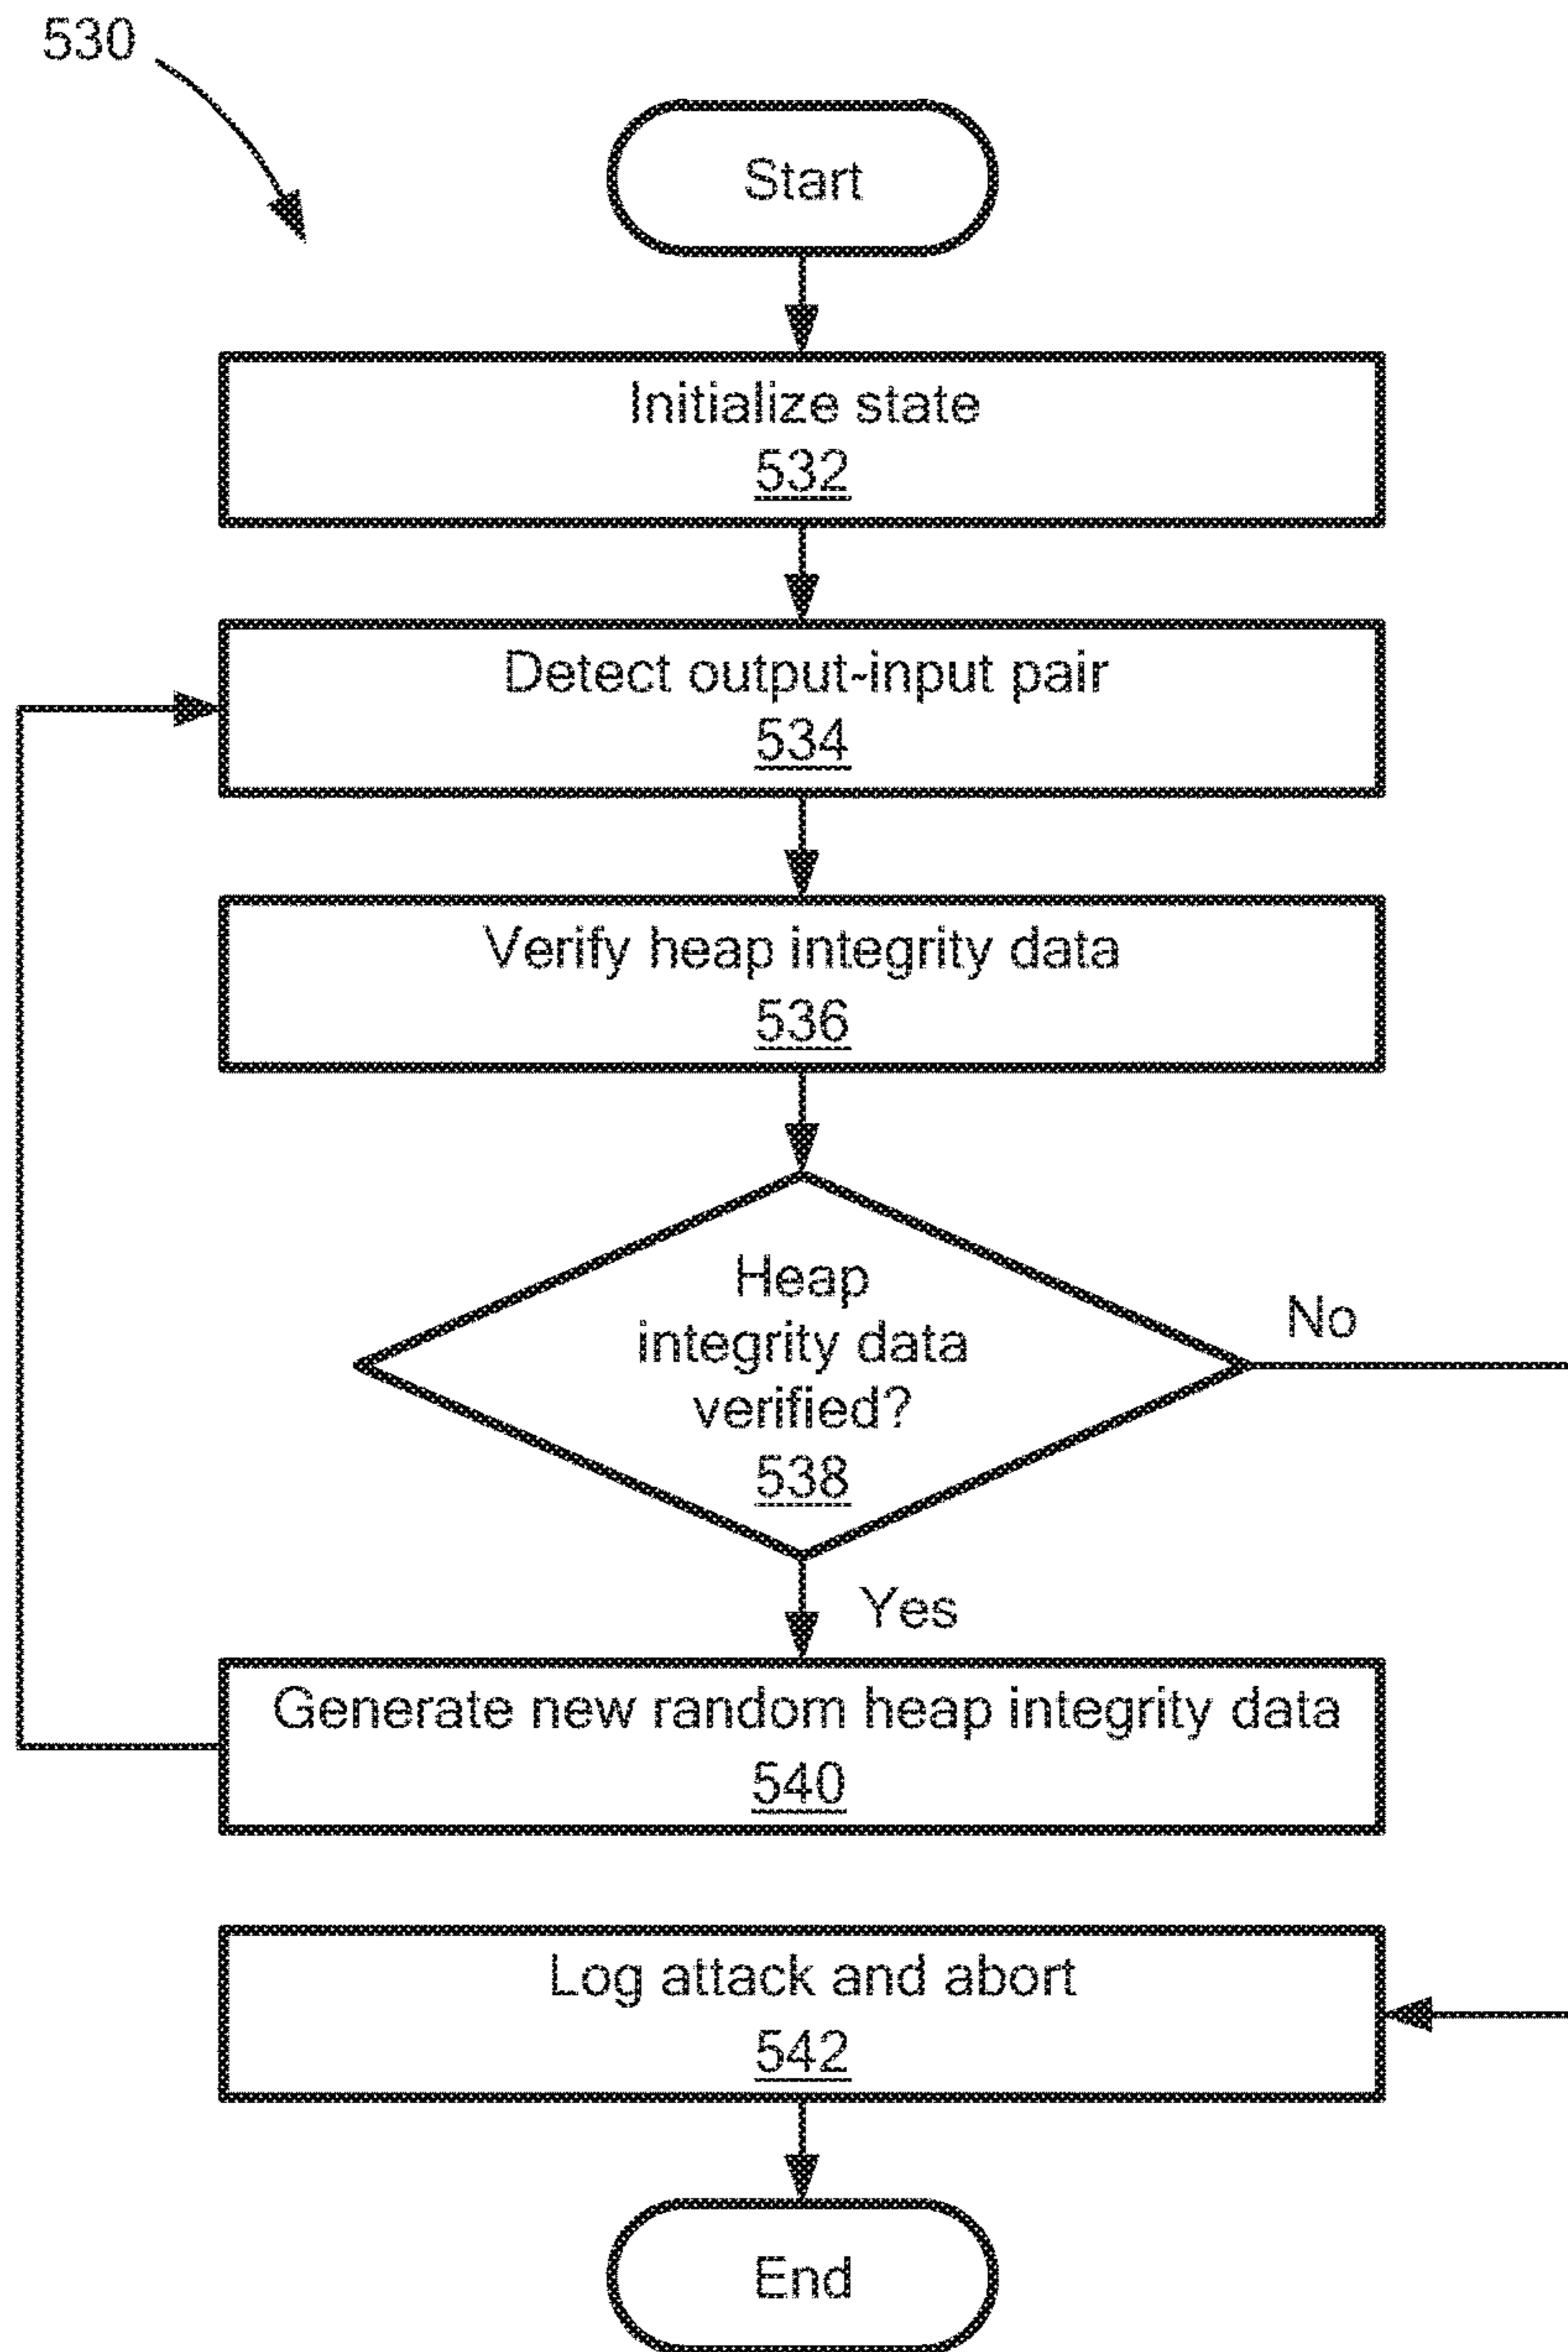 530
Start
Initialize state
532
Detect output-input pair
534
Verify heap integrity data
536
Heap
integrity data
verified?
538
No
Yes
Generate new random heap integrity data
540
Log attack and abort
542
End